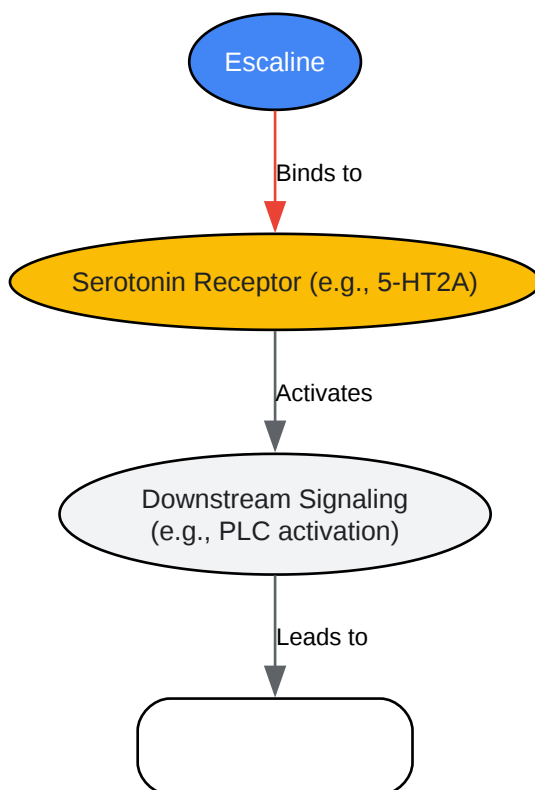 Escaline
Binds to
Serotonin Receptor (e.g., 5-HT2A)
Activates
Downstream Signaling
(e.g., PLC activation)
Leads to